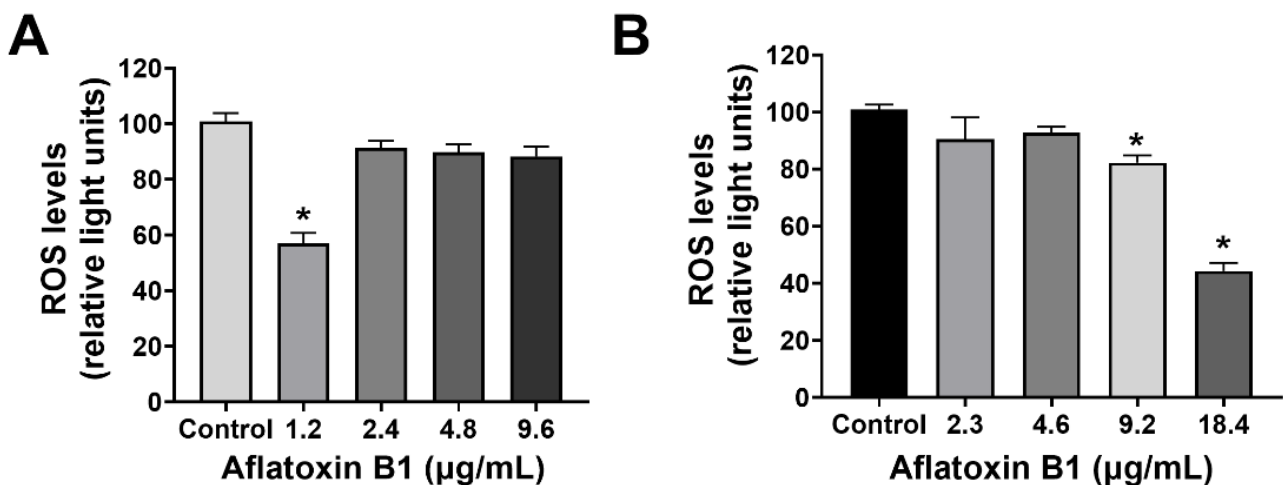 A
ROS levels
(relative light units)
120
100
80
60
40
20
0
*
Control 1.2 2.4 4.8 9.6
Aflatoxin B1 (µg/mL)
B
ROS levels
(relative light units)
120
100
80
60
40
20
0
*
*
Control 2.3 4.6 9.2 18.4
Aflatoxin B1 (µg/mL)